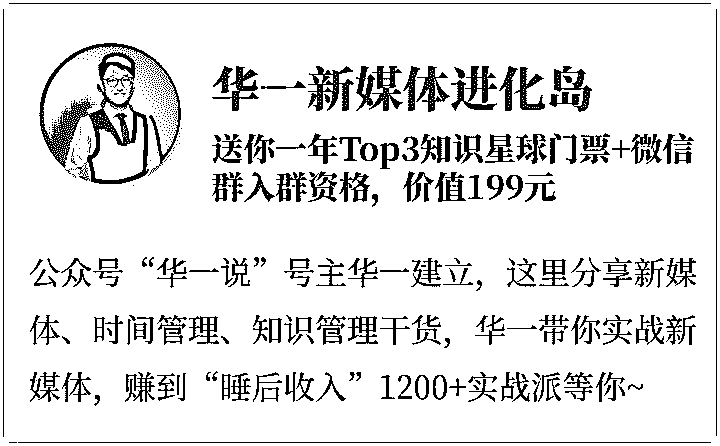 华一新媒体进化岛
送你一年Top3知识星球门票+微信
群入群资格，价值199元
公众号“华一说”号主华一建立，这里分享新媒
体、时间管理、知识管理干货，华一带你实战新
媒体，赚到“睡后收入”1200+实战派等你~